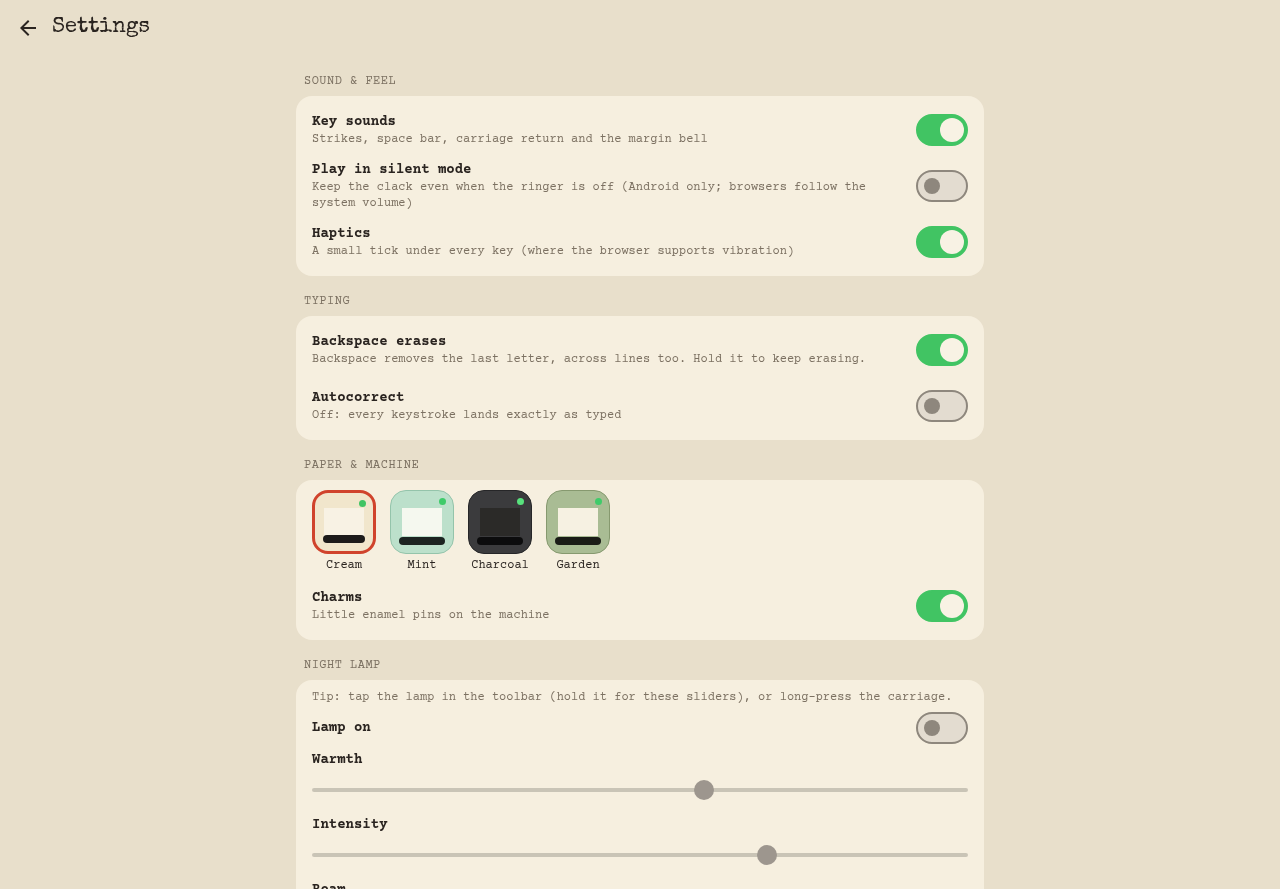 Settings
SOUND & FEEL
Key sounds
Strikes, space bar, carriage return and the margin bell
Play in silent mode
Keep the clack even when the ringer is off (Android only; browsers follow the
system volume)
Haptics
A small tick under every key (where the browser supports vibration)
TYPING
Backspace erases
Backspace removes the last letter, across lines too. Hold it to keep erasing.
Autocorrect
Off: every keystroke lands exactly as typed
PAPER & MACHINE
Cream Mint Charcoal Garden
Charms
Little enamel pins on the machine
NIGHT LAMP
Tip: tap the lamp in the toolbar (hold it for these sliders), or long-press the carriage.
Lamp on
Warmth
Intensity
Beam